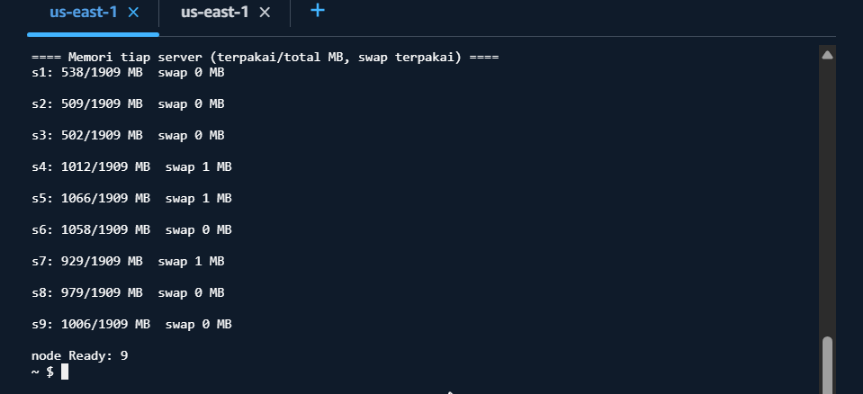 us-east-1 × us-east-1 × +
==== Memori tiap server (terpakai/total MB, swap terpakai) ====
s1: 538/1909 MB  swap 0 MB
s2: 509/1909 MB  swap 0 MB
s3: 502/1909 MB  swap 0 MB
s4: 1012/1909 MB  swap 1 MB
s5: 1066/1909 MB  swap 1 MB
s6: 1058/1909 MB  swap 0 MB
s7: 929/1909 MB  swap 1 MB
s8: 979/1909 MB  swap 0 MB
s9: 1006/1909 MB  swap 0 MB
node Ready: 9
~ $